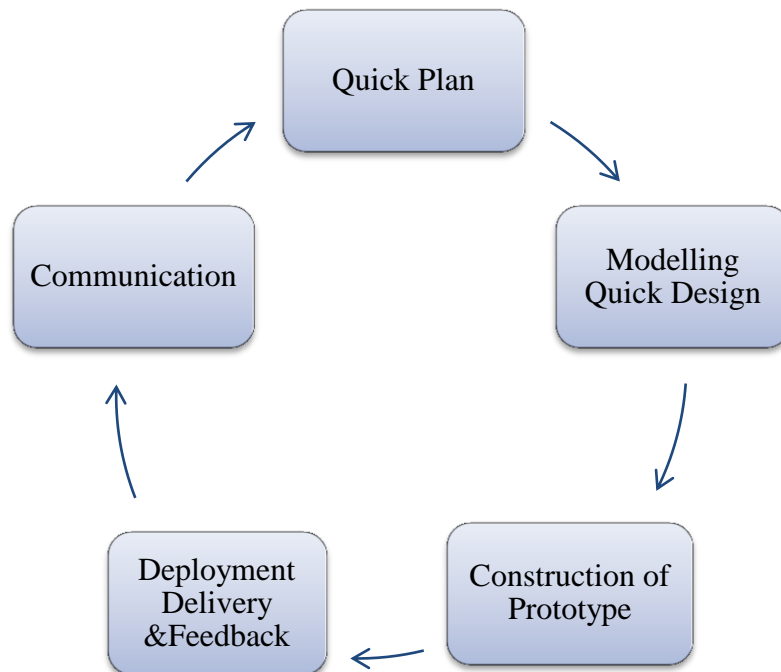 Quick Plan
Communication
Modelling
Quick Design
Deployment
Delivery
&Feedback
Construction of
Prototype